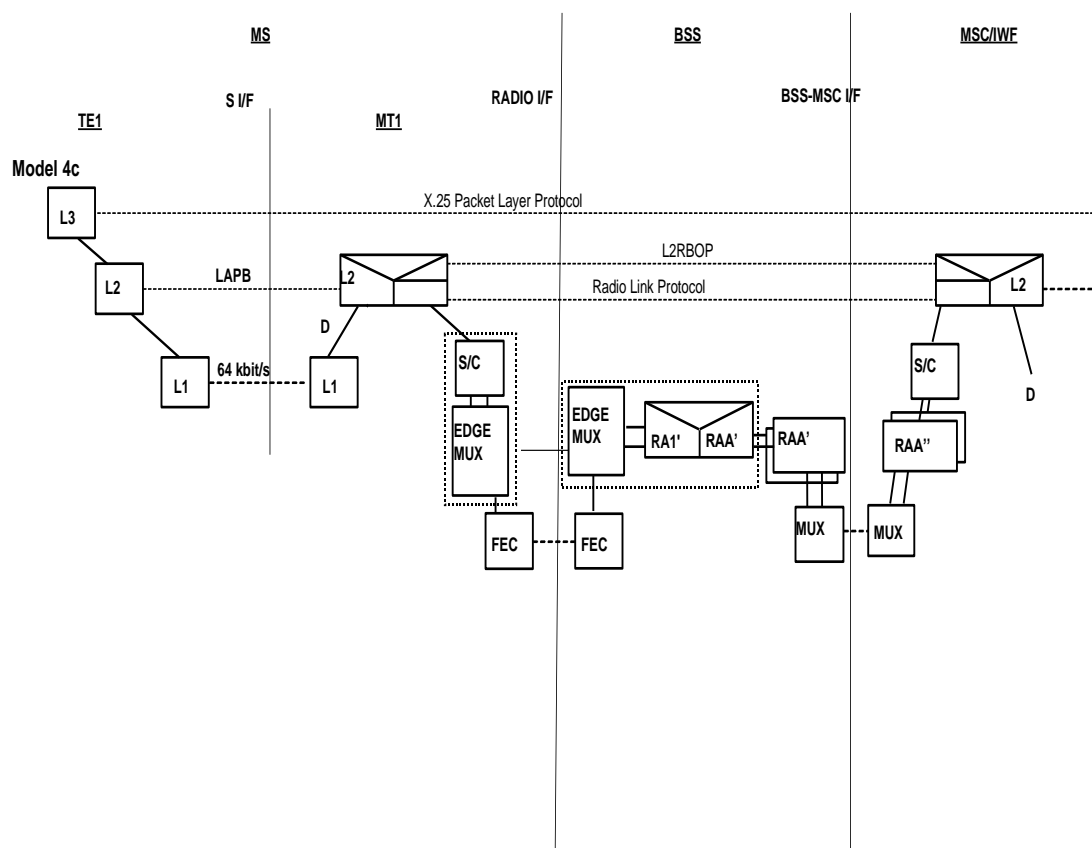 MS
BSS
MSC/IWF
S I/F
RADIO I/F
BSS-MSC I/F
TE1
MT1
Model 4c
L3
X.25 Packet Layer Protocol
L2
LAPB
L2
L2RBOP
Radio Link Protocol
L2
D
L1
64 kbit/s
L1
S/C
S/C
D
EDGE
MUX
EDGE
MUX
RA1'
RAA'
RAA'
RAA''
FEC
FEC
MUX
MUX